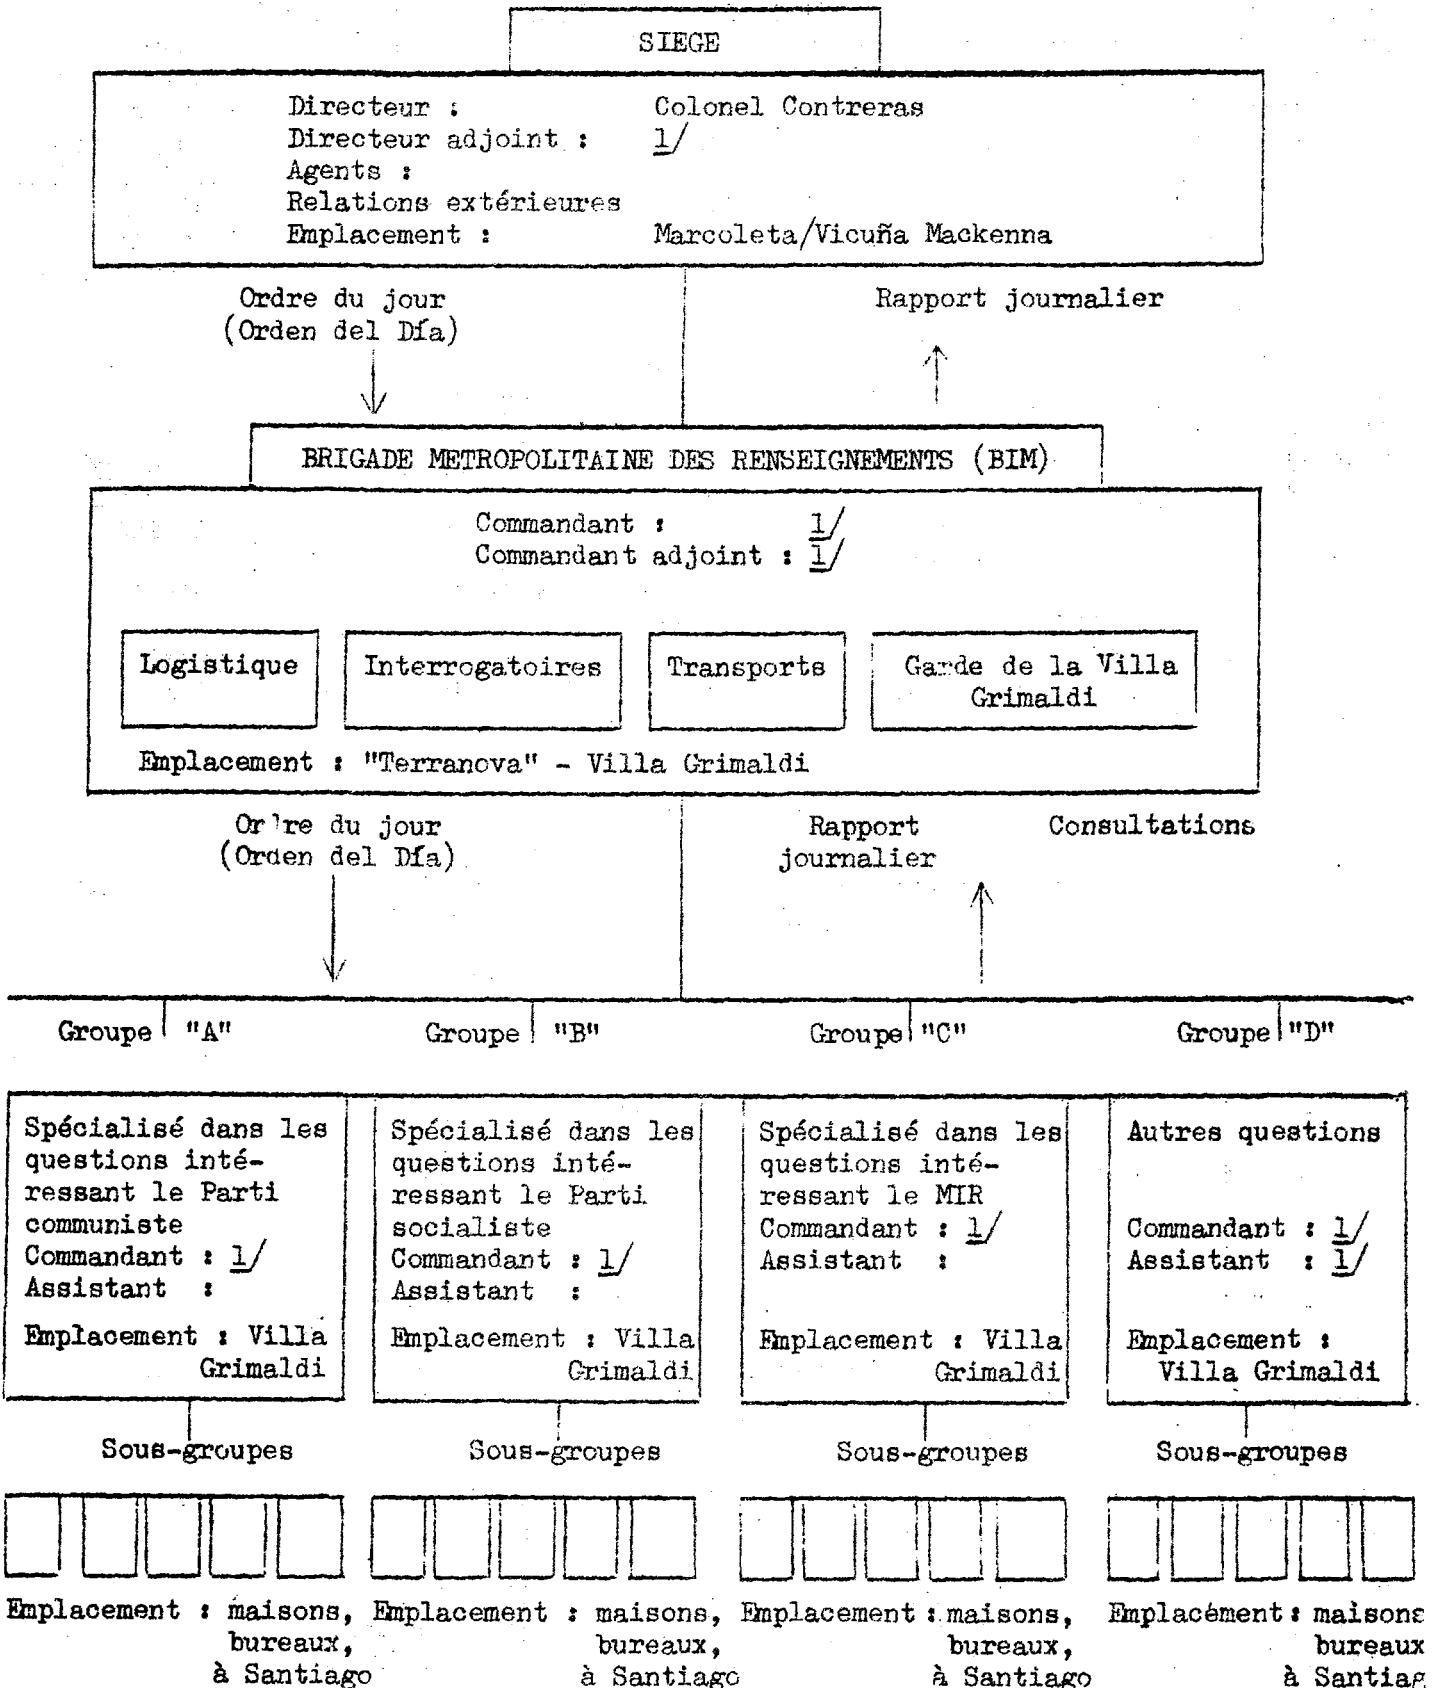 SIEGE
Directeur : Colonel Contreras
Directeur adjoint : 1/
Agents :
Relations extérieures
Emplacement : Marcoleta/Vicuña Mackenna
Ordre du jour
(Orden del Día)
Rapport journalier
BRIGADE METROPOLITAINE DES RENSEIGNEMENTS (BIM)
Commandant : 1/
Commandant adjoint : 1/
Logistique
Interrogatoires
Transports
Garde de la Villa
Grimaldi
Emplacement : "Terranova" - Villa Grimaldi
Ordre du jour
(Orden del Día)
Rapport
journalier
Consultations
Groupe "A"
Groupe "B"
Groupe "C"
Groupe "D"
Spécialisé dans les
questions inté-
ressant le Parti
communiste
Commandant : 1/
Assistant :
Emplacement : Villa
Grimaldi
Spécialisé dans les
questions inté-
ressant le Parti
socialiste
Commandant : 1/
Assistant :
Emplacement : Villa
Grimaldi
Spécialisé dans les
questions inté-
ressant le MIR
Commandant : 1/
Assistant :
Emplacement : Villa
Grimaldi
Autres questions
Commandant : 1/
Assistant : 1/
Emplacement :
Villa Grimaldi
Sous-groupes
Sous-groupes
Sous-groupes
Sous-groupes
Emplacement : maisons,
bureaux,
à Santiago
Emplacement : maisons,
bureaux,
à Santiago
Emplacement : maisons,
bureaux,
à Santiago
Emplacement : maisons
bureaux
à Santiag